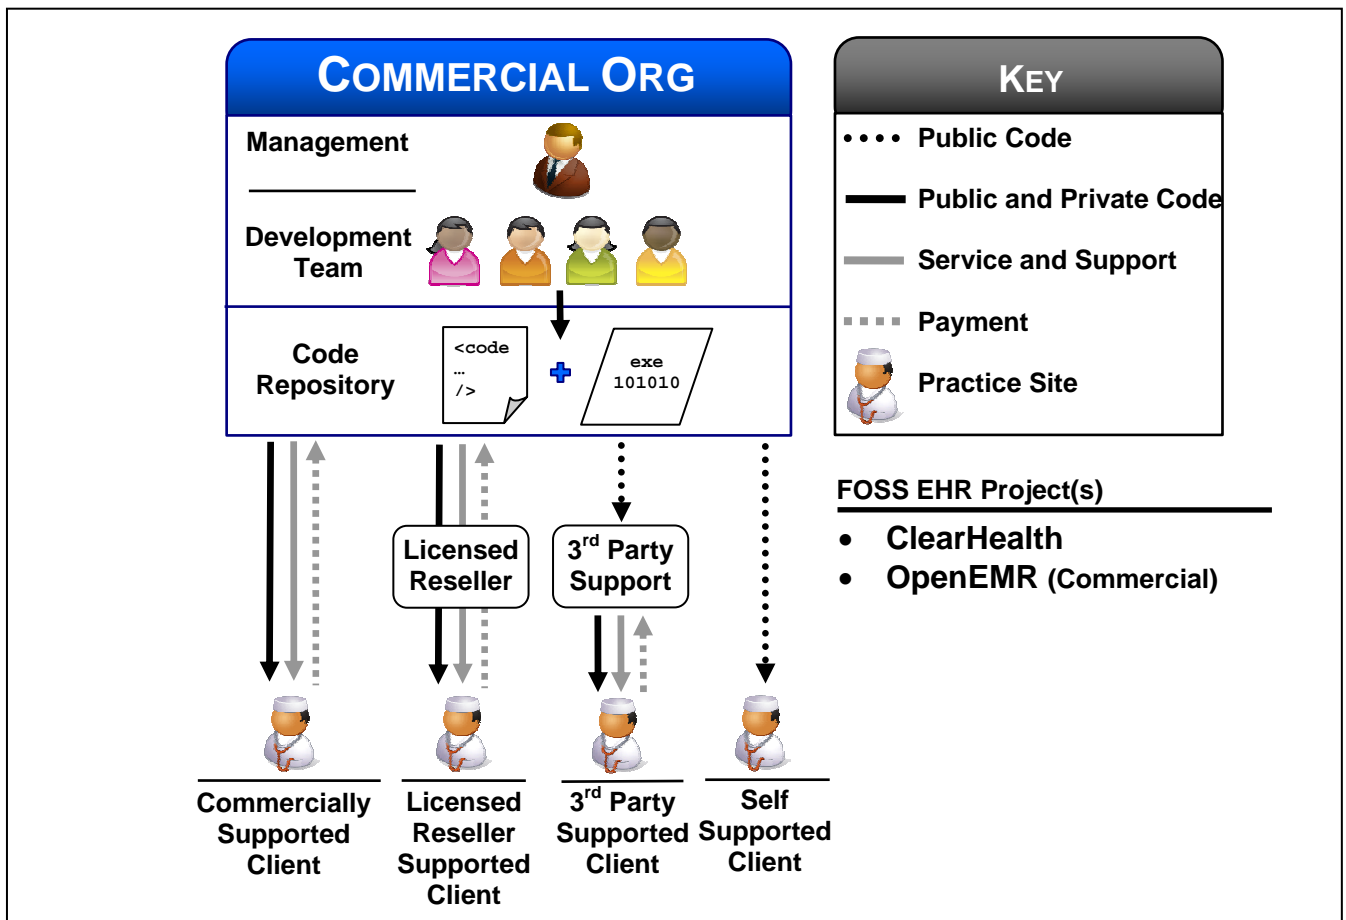 COMMERCIAL ORG
Management
Development
Team
Code
Repository
<code
…
/>
exe
101010
KEY
Public Code
Public and Private Code
Service and Support
Payment
Practice Site
FOSS EHR Project(s)
• ClearHealth
• OpenEMR (Commercial)
Licensed
Reseller
3rd Party
Support
Commercially
Supported
Client
Licensed
Reseller
Supported
Client
3rd Party
Supported
Client
Self
Supported
Client